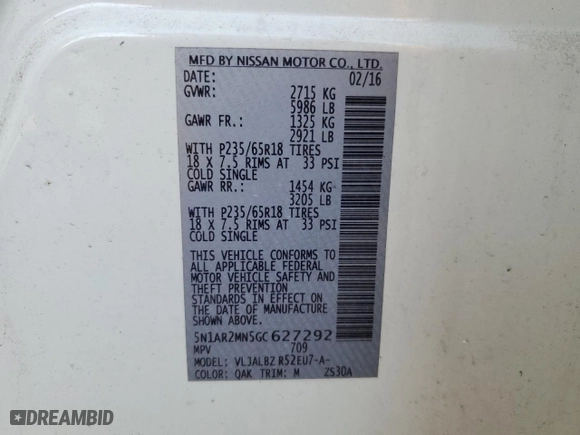 MFD BY NISSAN MOTOR CO., LTD.
DATE: 02/16
GVWR: 2715 KG
5986 LB
GAWR FR.: 1325 KG
2921 LB
WITH P235/65R18 TIRES
18 X 7.5 RIMS AT 33 PSI
COLD SINGLE
GAWR RR.: 1454 KG
3205 LB
WITH P235/65R18 TIRES
18 X 7.5 RIMS AT 33 PSI
COLD SINGLE
THIS VEHICLE CONFORMS TO
ALL APPLICABLE FEDERAL
MOTOR VEHICLE SAFETY AND
THEFT PREVENTION
STANDARDS IN EFFECT ON
THE DATE OF MANUFACTURE
SHOWN ABOVE.
5N1AR2MN5GC627292
MPV 709
MODEL: VLJALBZ R52EU7-A-
COLOR: QAK TRIM: M ZS30A
DREAMBID